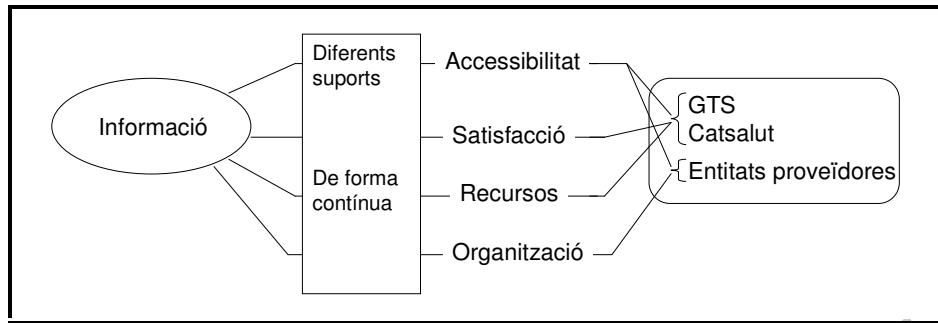 Informació
Diferents
suports
De forma
contínua
Accessibilitat
Satisfacció
Recursos
Organització
GTS
Catsalut
Entitats proveïdores